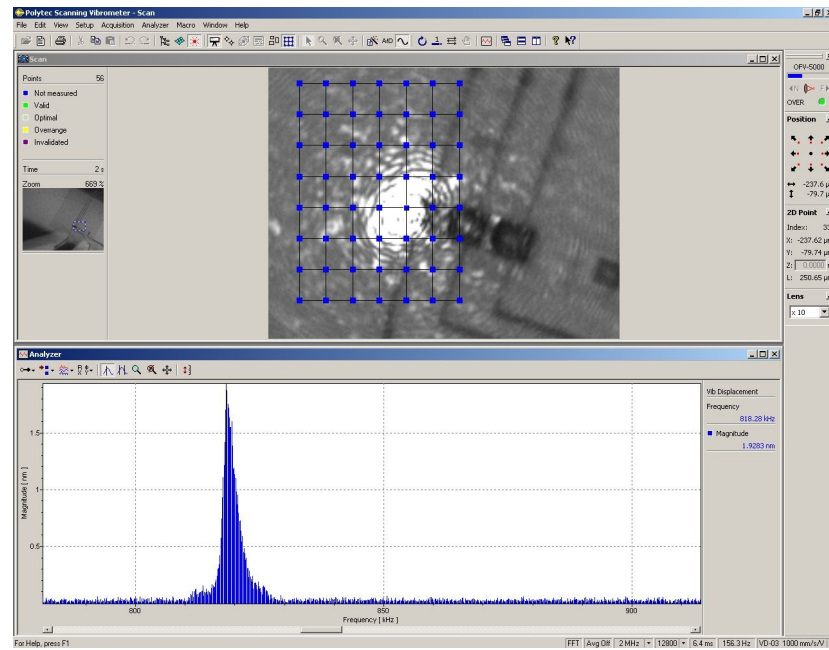 Polytec Scanning Vibrometer - Scan
File Edit View Setup Acquisition Analyzer Macro Window Help
A/D
1
Scan
Points 56
Not measured
Valid
Optimal
Overrange
Invalidated
Time 2 s
Zoom 669 %
OFV-5000
OVER
Position
-237.6 µ
-79.7 µ
2D Point
Index: 33
X: -237.62 µm
Y: -79.74 µm
Z: 0.0000
L: 250.65 µm
Lens
x 10
Analyzer
Vib Displacement
Frequency
818.28 kHz
Magnitude
1.9283 nm
Magnitude [ nm ]
1.5
1
0.5
800 850 900
Frequency [ kHz ]
For Help, press F1 FFT Avg Off 2 MHz 12800 6.4 ms 156.3 Hz VD-03 1000 mm/s/V